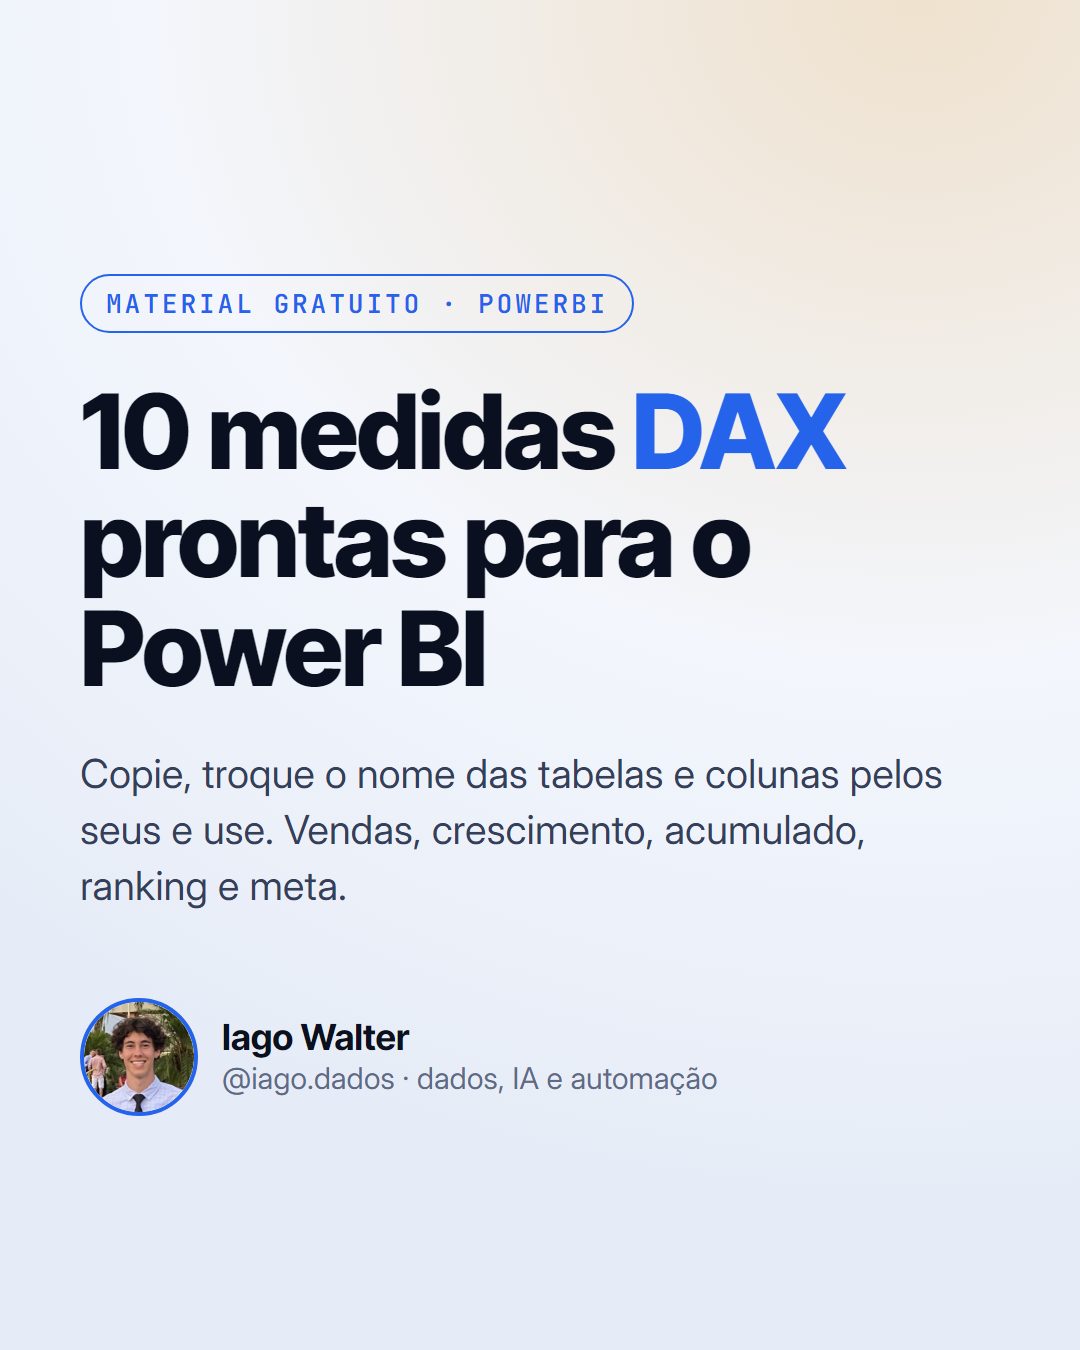 MATERIAL GRATUITO · POWERBI
10 medidas DAX
prontas para o
Power BI
Copie, troque o nome das tabelas e colunas pelos
seus e use. Vendas, crescimento, acumulado,
ranking e meta.
Iago Walter
@iago.dados · dados, IA e automação